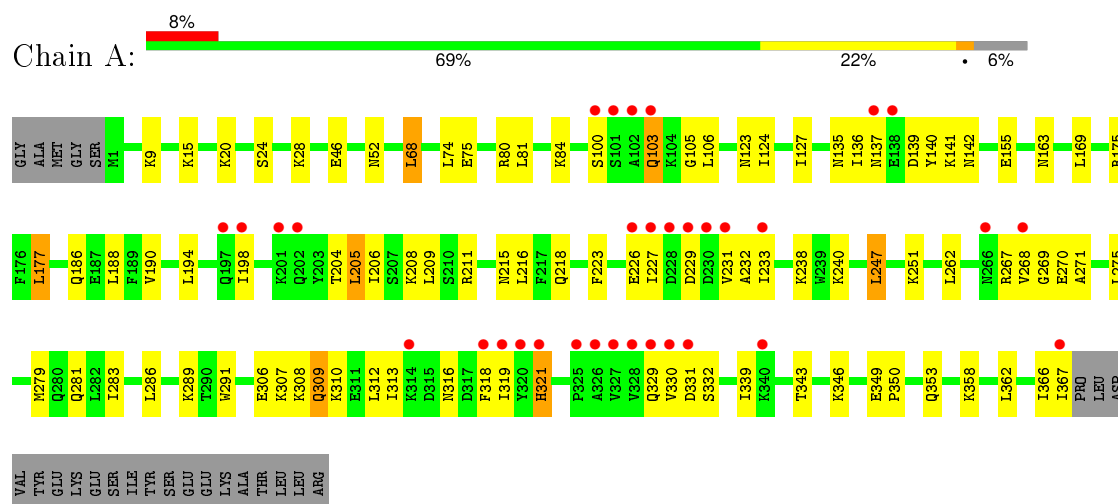 8%
Chain A:
69% 22% • 6%
GLY ALA MET GLY SER M1 K9 K15 K20 S24 K28 E46 N52 L68 L74 E75 R80 L81 K84 S100 S101 A102 Q103 K104 G105 L106 N123 I124 I127 N135 I136 N137 E138 D139 Y140 K141 N142 E155 N163 L169 R175
F176 L177 Q186 E187 L188 F189 V190 L194 Q197 I198 K201 Q202 Y203 T204 L205 I206 S207 K208 L209 S210 R211 N215 L216 F217 Q218 F223 E226 I227 D228 D229 D230 V231 A232 I233 K238 W239 K240 L247 K251 L262 N266 R267 V268 G269 E270 A271
M279 Q280 Q281 L282 I283 L286 K289 T290 W291 E306 K307 K308 Q309 K310 E311 L312 I313 K314 D315 N316 D317 F318 I319 Y320 H321 P325 A326 V327 V328 Q329 V330 D331 S332 I339 K340 T343 K346 E349 P350 Q353 K358 L362 I366 I367 PRO LEU ASP
VAL TYR GLU LYS GLU SER ILE TYR SER GLU GLU LYS ALA THR LEU LEU ARG